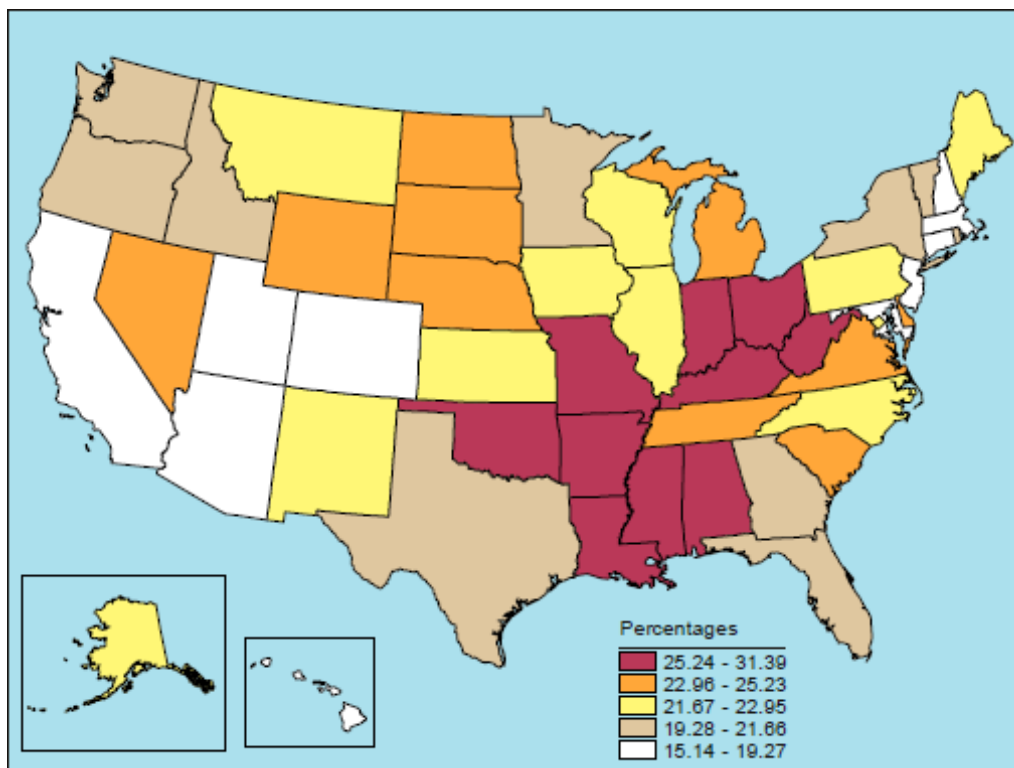 Percentages
25.24 - 31.39
22.96 - 25.23
21.67 - 22.95
19.28 - 21.66
15.14 - 19.27